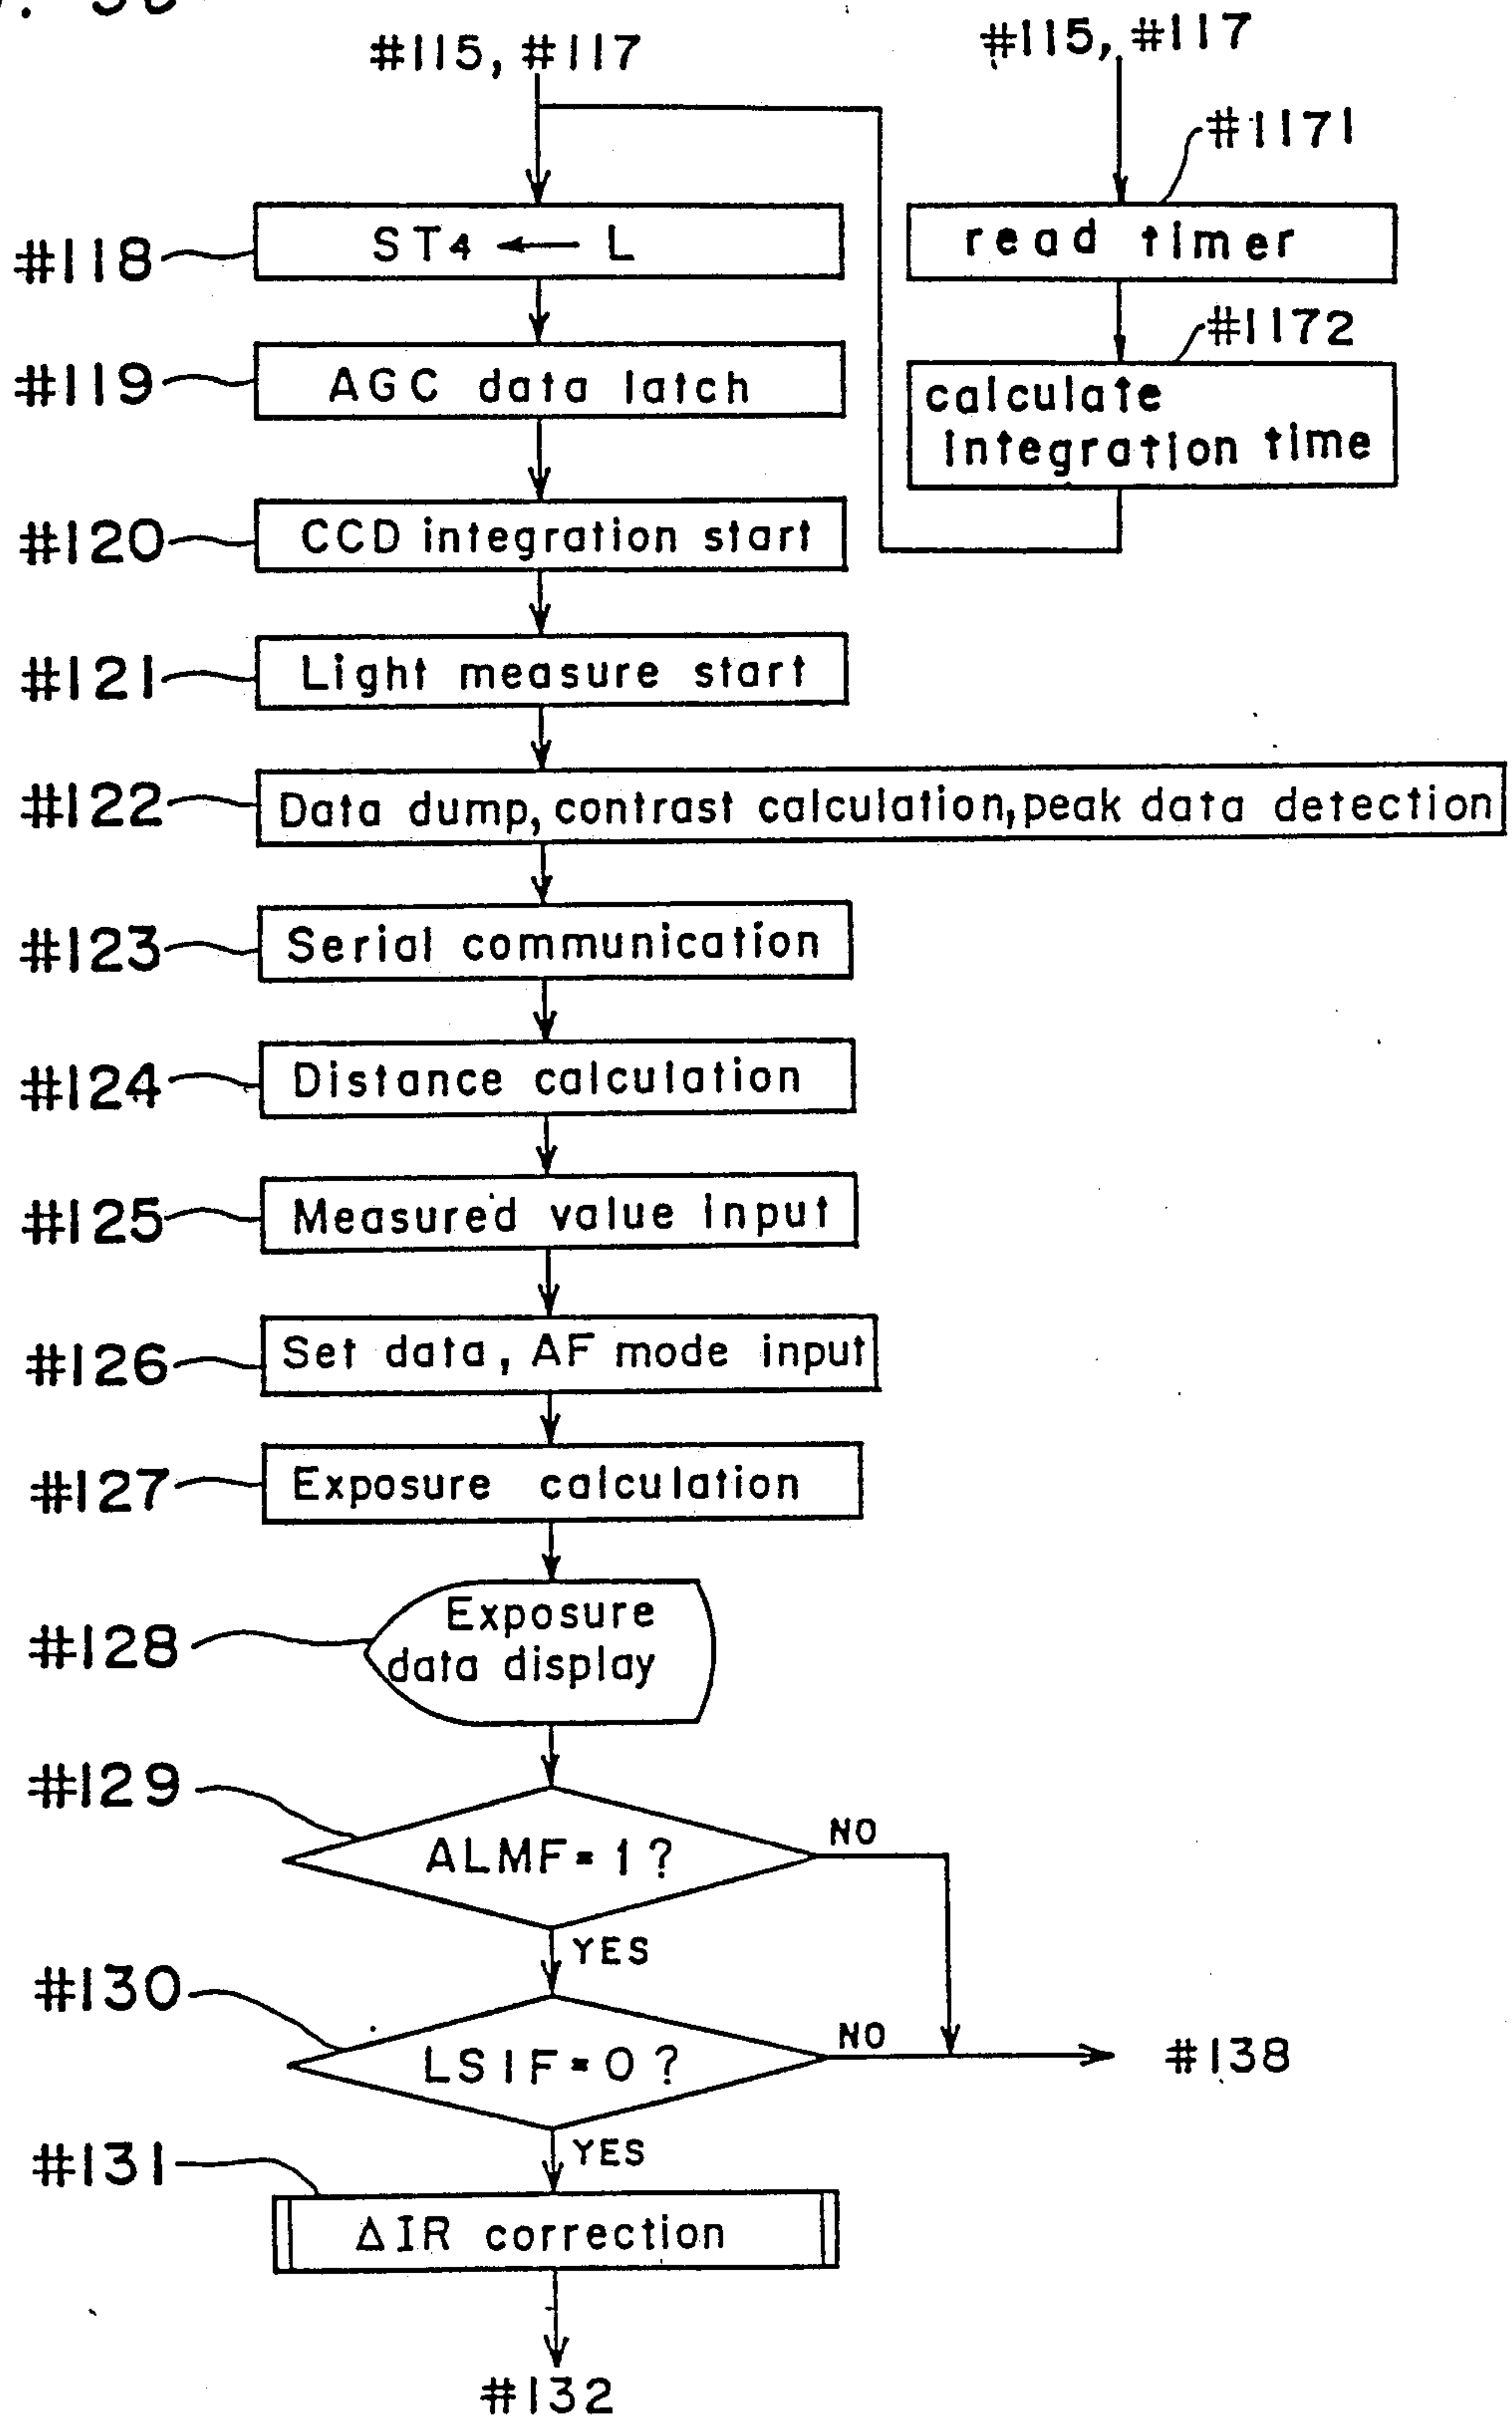 #115, #117
#115, #117
#1171
#118
ST4 ← L
read timer
#1172
#119
AGC data latch
calculate
integration time
#120
CCD integration start
#121
Light measure start
#122
Data dump, contrast calculation, peak data detection
#123
Serial communication
#124
Distance calculation
#125
Measured value input
#126
Set data, AF mode input
#127
Exposure calculation
#128
Exposure
data display
#129
ALMF=1?
NO
YES
#130
LSIF=0?
NO
#138
YES
#131
ΔIR correction
#132